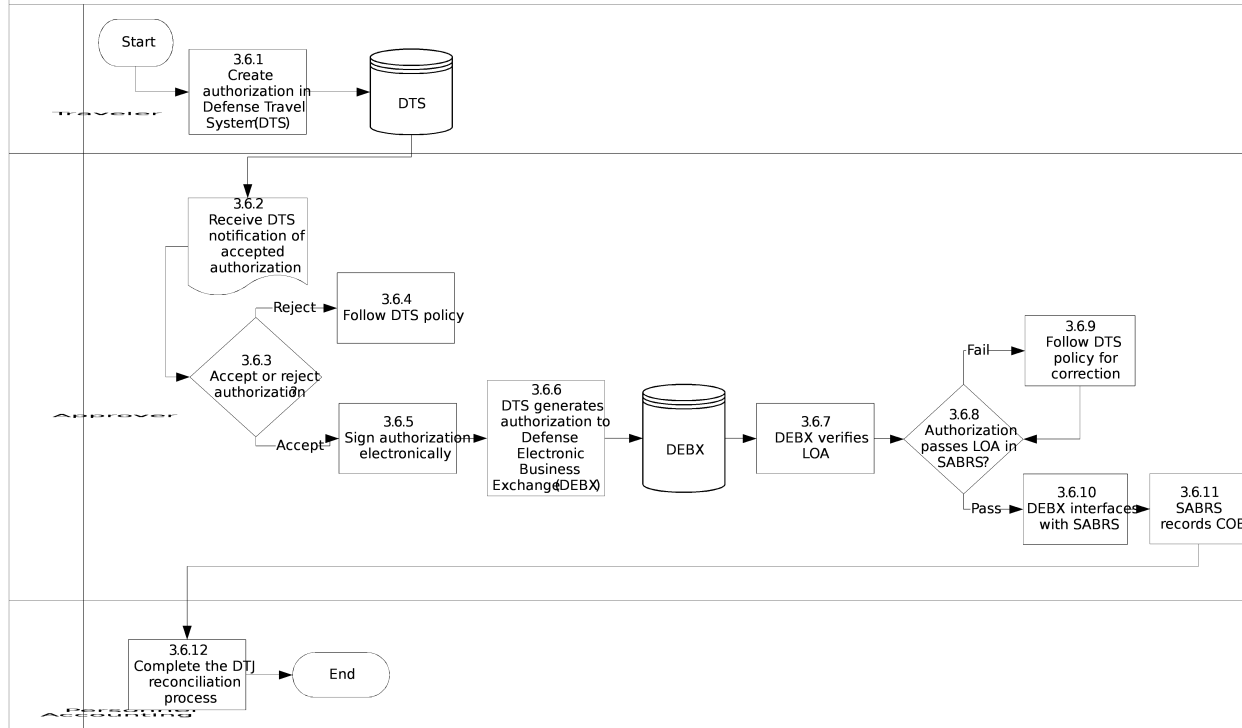 Start
3.6.1
Create
authorization in
Defense Travel
System(DTS)
DTS
Traveler
3.6.2
Receive DTS
notification of
accepted
authorization
Reject
3.6.4
Follow DTS policy
3.6.3
Accept or reject
authorization?
Accept
Approver
3.6.5
Sign authorization
electronically
3.6.6
DTS generates
authorization to
Defense
Electronic
Business
Exchange(DEBX)
DEBX
3.6.7
DEBX verifies
LOA
3.6.8
Authorization
passes LOA in
SABRS?
Fail
3.6.9
Follow DTS
policy for
correction
Pass
3.6.10
DEBX interfaces
with SABRS
3.6.11
SABRS
records COE
3.6.12
Complete the DTJ
reconciliation
process
End
Personnel
Accounting